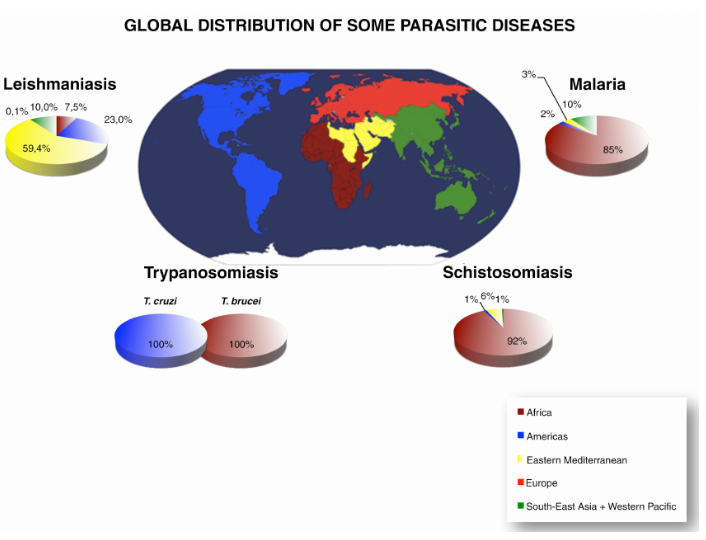 GLOBAL DISTRIBUTION OF SOME PARASITIC DISEASES
Leishmaniasis
0,1% 10,0% 7,5%
23,0%
59,4%
Malaria
3%
2%
10%
85%
Trypanosomiasis
T. cruzi T. brucei
100% 100%
Schistosomiasis
1% 6% 1%
92%
Africa
Americas
Eastern Mediterranean
Europe
South-East Asia + Western Pacific